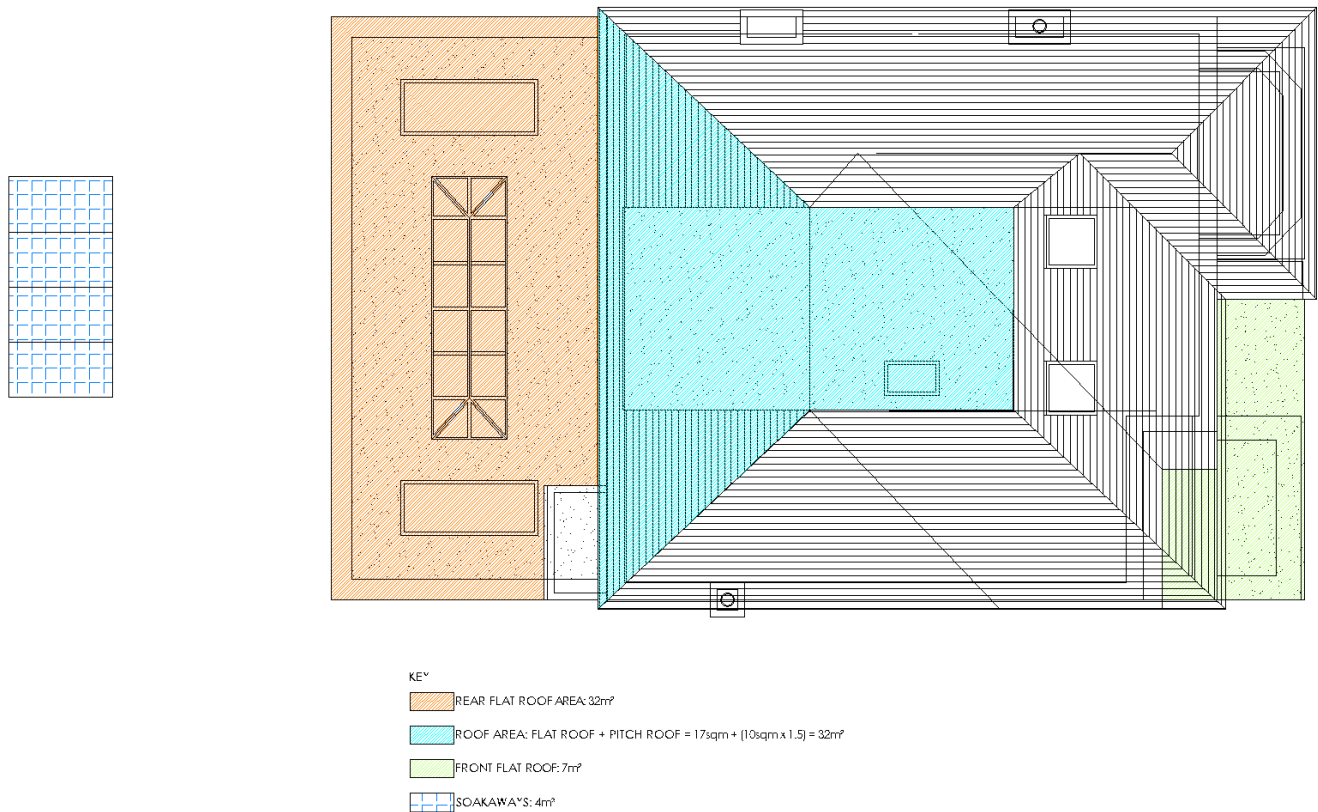 KEY
REAR FLAT ROOF AREA: 32m²
ROOF AREA: FLAT ROOF + PITCH ROOF = 17sqm + (10sqm x 1.5) = 32m²
FRONT FLAT ROOF: 7m²
SOAKAWAYS: 4m²